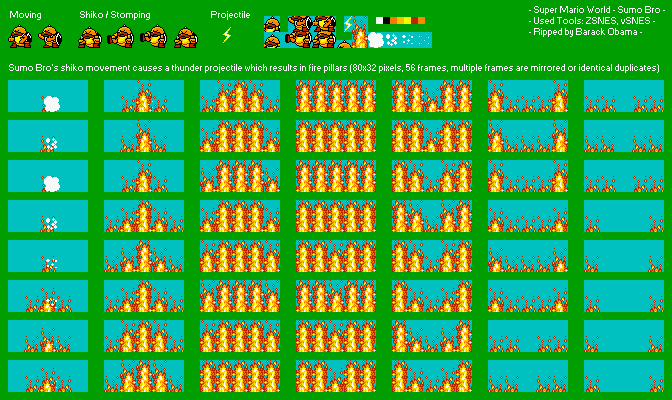 Moving
Shiko / Stomping
Projectile
- Super Mario World - Sumo Bro -
- Used Tools: ZSNES, vSNES -
- Ripped by Barack Obama -
Sumo Bro's shiko movement causes a thunder projectile which results in fire pillars (80x32 pixels, 56 frames, multiple frames are mirrored or identical duplicates)